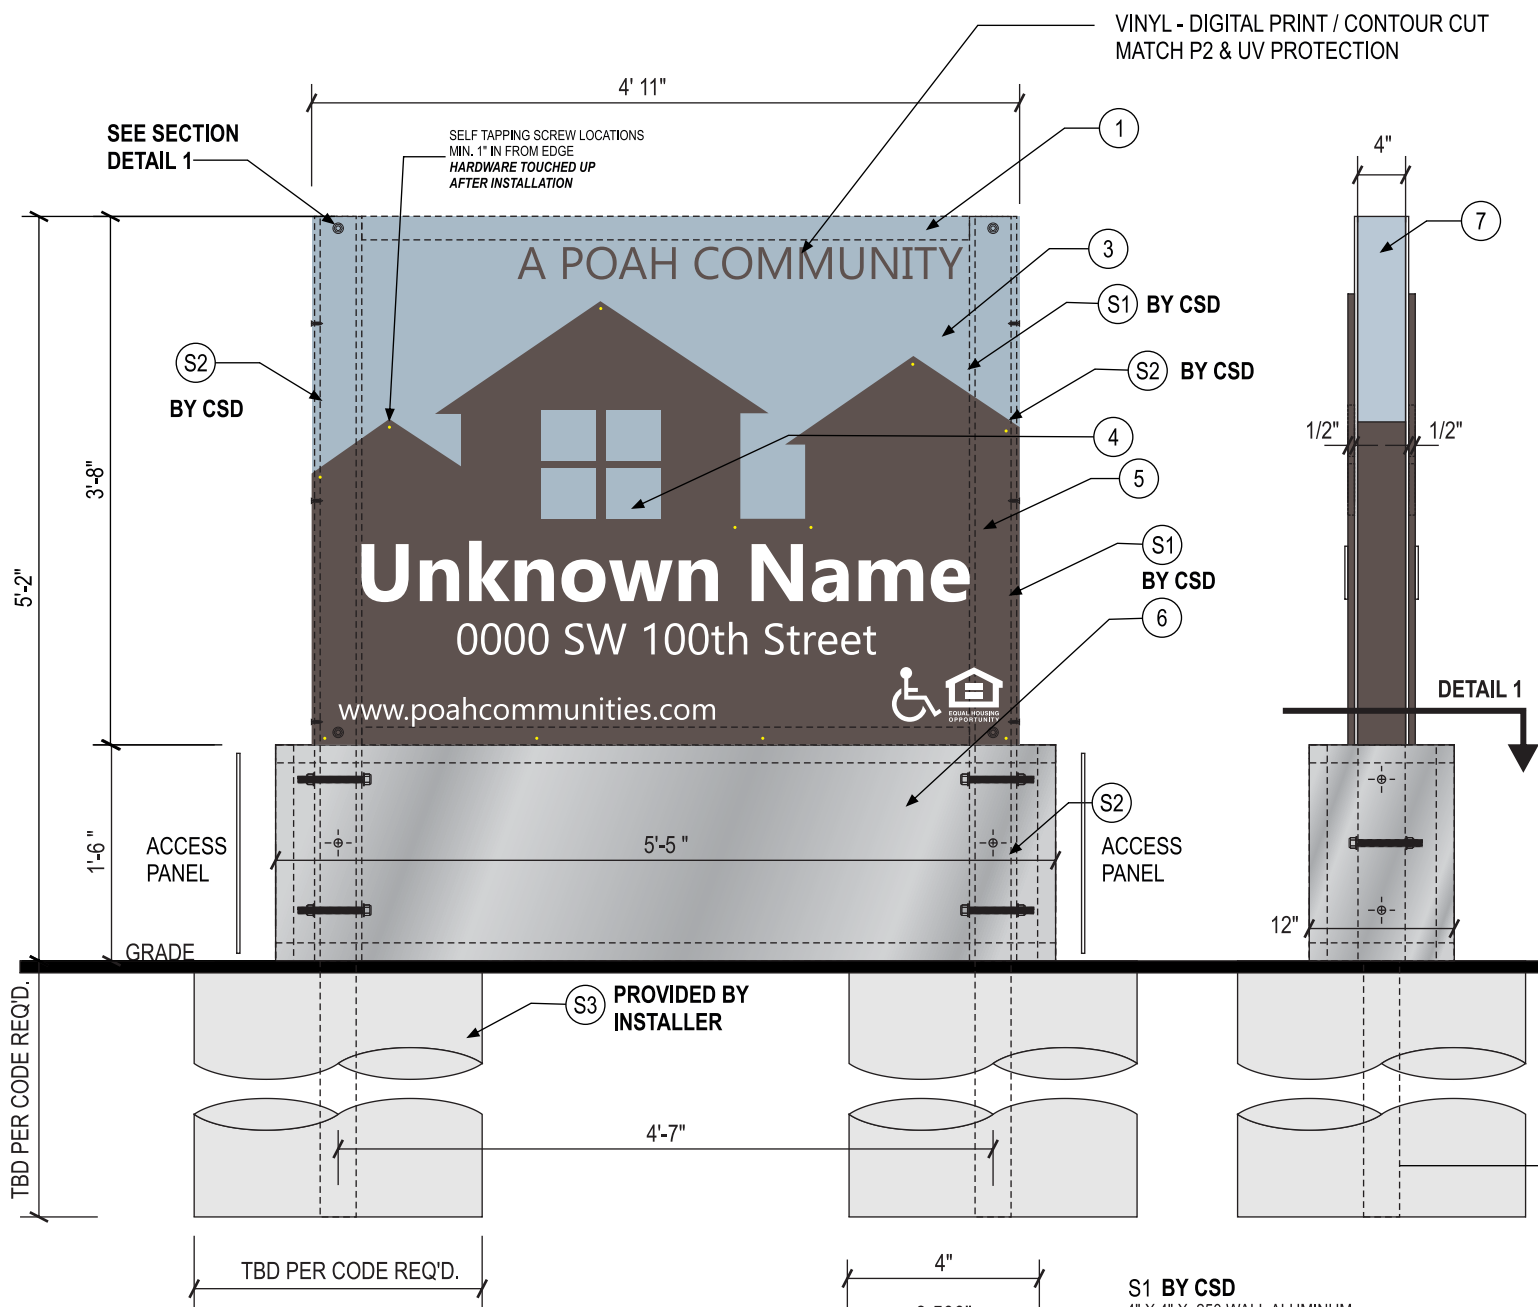 VINYL - DIGITAL PRINT / CONTOUR CUT
MATCH P2 & UV PROTECTION
4' 11"
SEE SECTION
DETAIL 1
SELF TAPPING SCREW LOCATIONS
MIN. 1" IN FROM EDGE
HARDWARE TOUCHED UP
AFTER INSTALLATION
1
4"
7
A POAH COMMUNITY
3
S1 BY CSD
S2
BY CSD
S2 BY CSD
4
1/2"
1/2"
5
3'-8"
5'-2"
Unknown Name
S1
BY CSD
0000 SW 100th Street
6
www.poahcommunities.com
EQUAL HOUSING
OPPORTUNITY
DETAIL 1
1'-6 "
ACCESS
PANEL
5'-5 "
S2
ACCESS
PANEL
12"
GRADE
S3 PROVIDED BY
INSTALLER
TBD PER CODE REQ'D.
4'-7"
TBD PER CODE REQ'D.
4"
S1 BY CSD